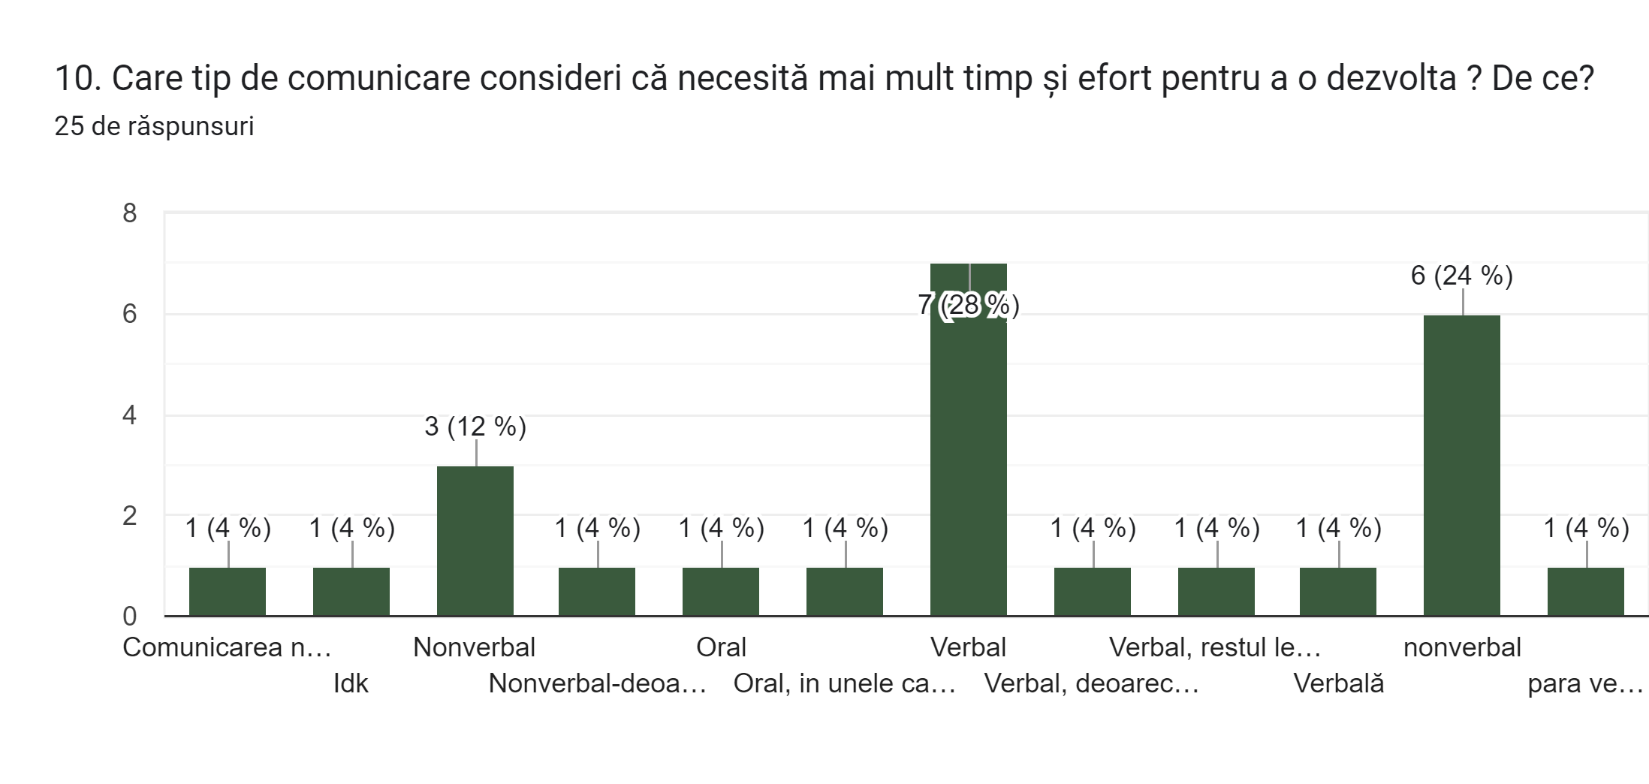 10. Care tip de comunicare consideri că necesită mai mult timp și efort pentru a o dezvolta ? De ce?
25 de răspunsuri
8
6
4
2
0
1 (4 %)
1 (4 %)
3 (12 %)
1 (4 %)
1 (4 %)
1 (4 %)
7 (28 %)
1 (4 %)
1 (4 %)
1 (4 %)
6 (24 %)
1 (4 %)
Comunicarea n…
Idk
Nonverbal
Nonverbal-deoa…
Oral
Oral, in unele ca…
Verbal
Verbal, deoarec…
Verbal, restul le…
Verbală
nonverbal
para ve…